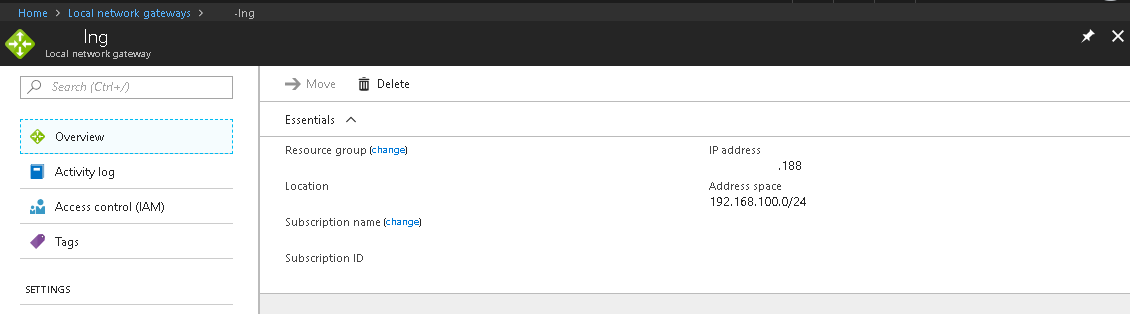 Home > Local network gateways > -lng
lng
Local network gateway
Search (Ctrl+/)
Overview
Activity log
Access control (IAM)
Tags
SETTINGS
Move Delete
Essentials
Resource group (change)
Location
Subscription name (change)
Subscription ID
IP address
.188
Address space
192.168.100.0/24